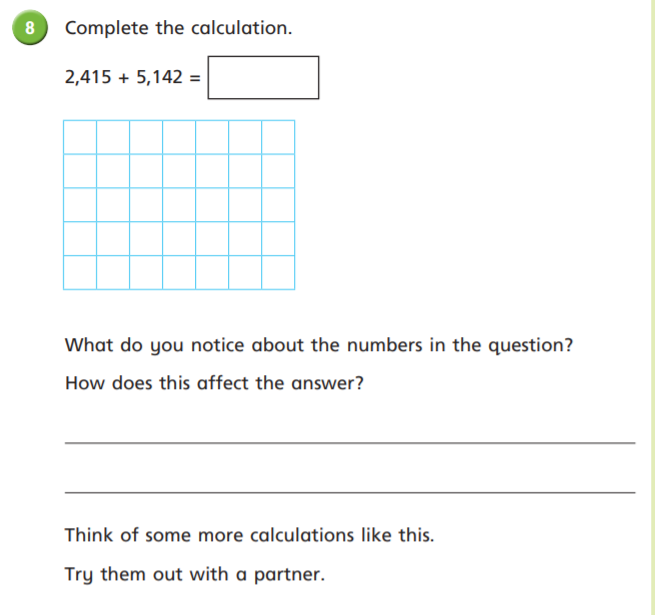 8 Complete the calculation.
2,415 + 5,142 =
What do you notice about the numbers in the question?
How does this affect the answer?
Think of some more calculations like this.
Try them out with a partner.